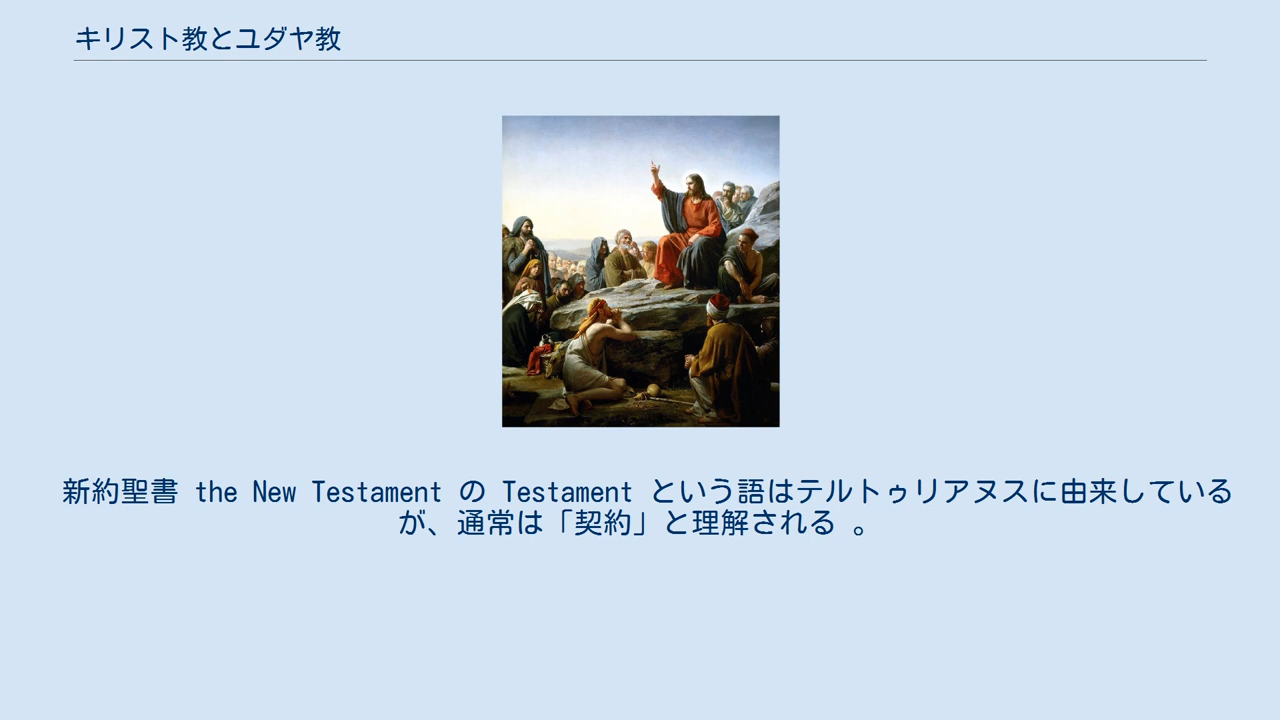 キリスト教とユダヤ教
新約聖書 the New Testament の Testament という語はテルトゥリアヌスに由来している
が、通常は「契約」と理解される 。